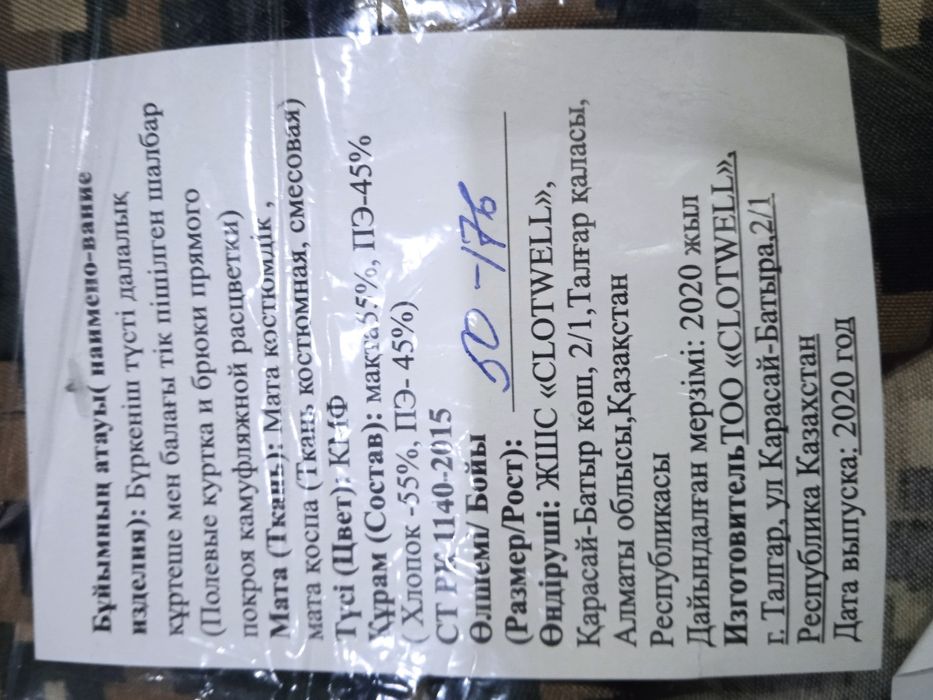 Бұйымның атауы( наимено-вание
изделия): Бүркеніш түсті далалық
күртеше мен балағы тік пішілген шалбар
(Полевые куртка и брюки прямого
покроя камуфляжной расцветки)
Мята (Ткань): Мата костюмдік ,
мата қоспа (Ткань костюмная, смесовая)
Түсі (Цвет): КМФ
Құрам (Состав): мақта55%, ПЭ-45%
( Хлопок -55%, ПЭ- 45%)
СТ РК 1140-2015
Өлшемі/ Бойы
(Размер/Рост): 50-176
Өндіруші: ЖШС «CLOTWELL»,
Қарасай-Батыр көш, 2/1,Талғар қаласы,
Алматы облысы,Қазақстан
Республикасы
Дайындалған мерзімі: 2020 жыл
Изготовитель ТОО «CLOTWELL»,
г. Талгар, ул Карасай-Батыра,2/1
Республика Казахстан
Дата выпуска: 2020 год